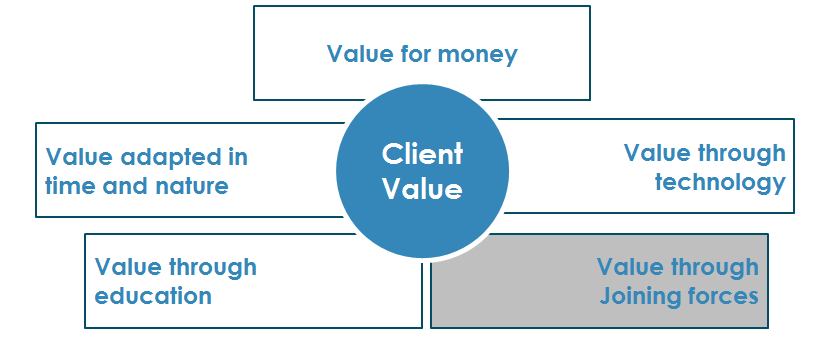 Value for money
Client
Value
Value adapted in
time and nature
Value through
technology
Value through
education
Value through
Joining forces